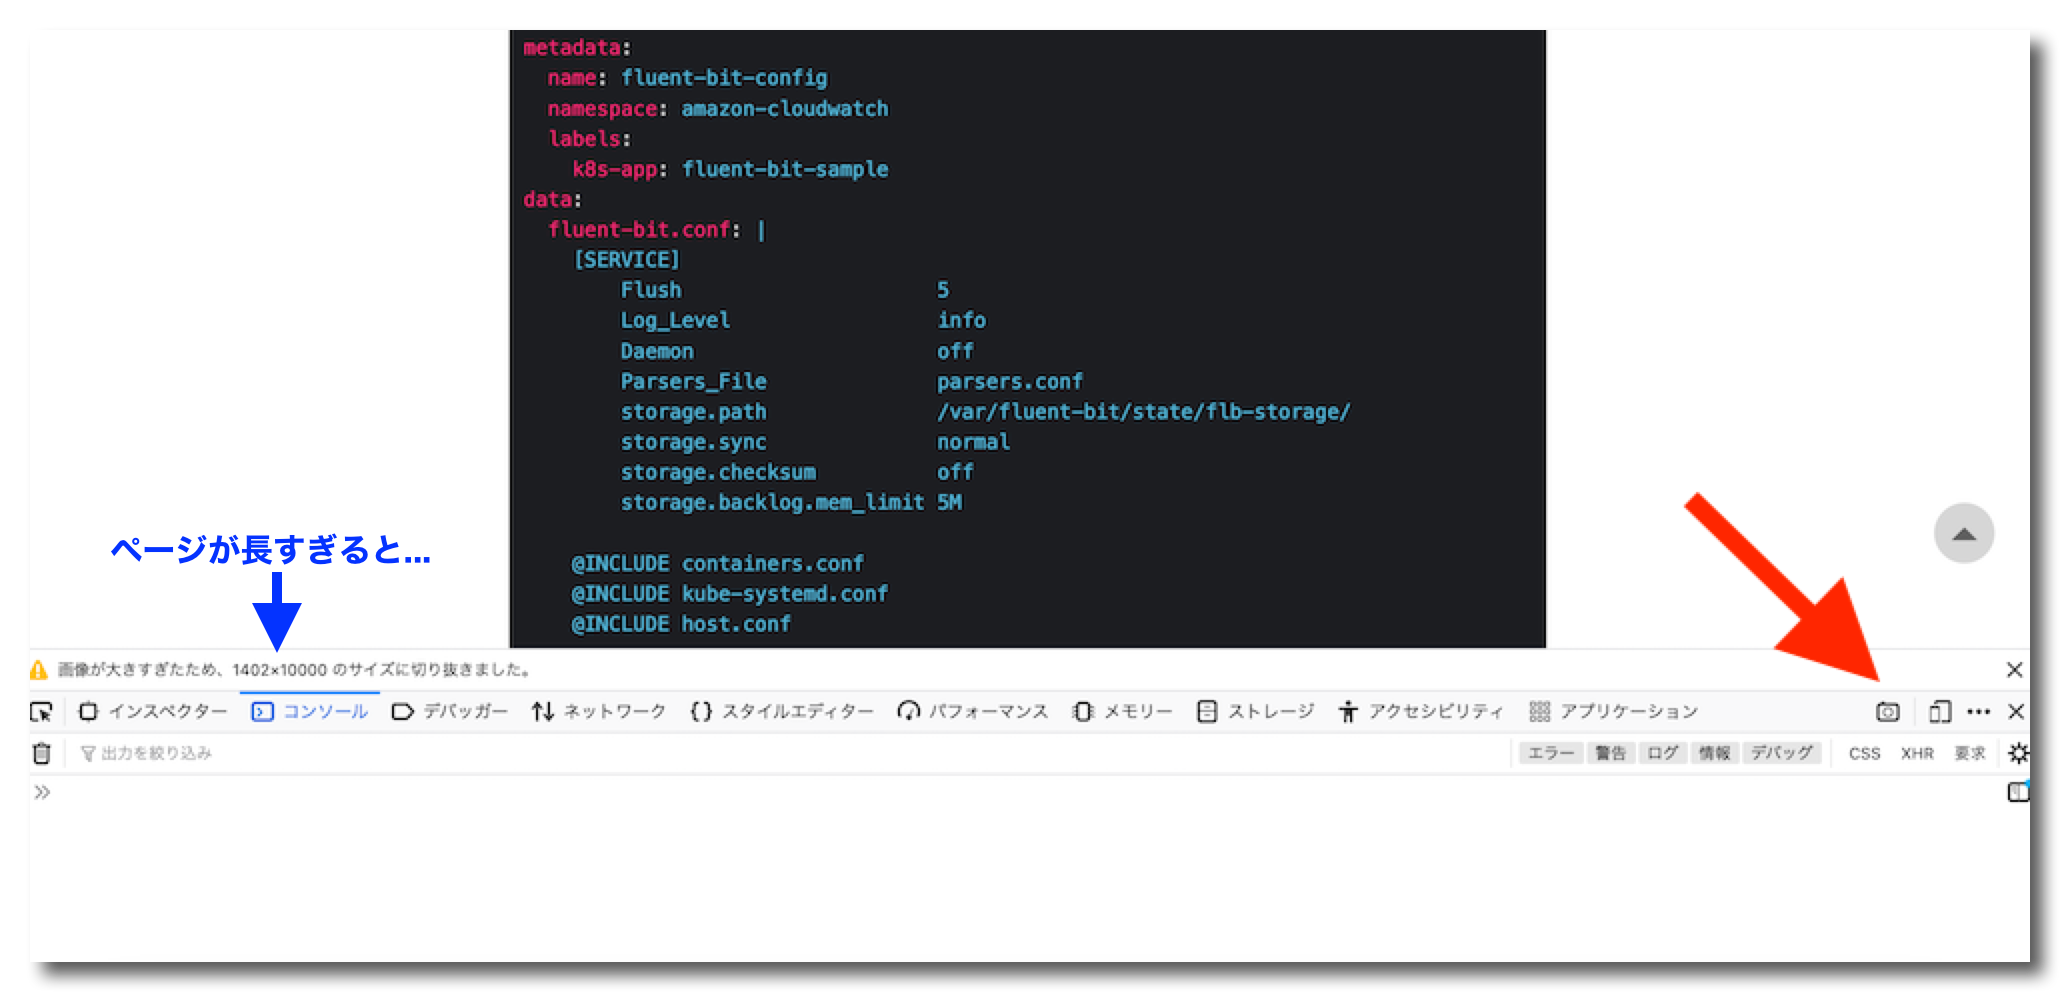 metadata:
name: fluent-bit-config
namespace: amazon-cloudwatch
labels:
k8s-app: fluent-bit-sample
data:
fluent-bit.conf: |
[SERVICE]
Flush 5
Log_Level info
Daemon off
Parsers_File parsers.conf
storage.path /var/fluent-bit/state/flb-storage/
storage.sync normal
storage.checksum off
storage.backlog.mem_limit 5M
ページが長すぎると...
@INCLUDE containers.conf
@INCLUDE kube-systemd.conf
@INCLUDE host.conf
画像が大きすぎたため、1402×10000 のサイズに切り抜きました。
インスペクター コンソール デバッガー ネットワーク {} スタイルエディター パフォーマンス メモリー ストレージ アクセシビリティ アプリケーション
出力を絞り込み エラー 警告 ログ 情報 デバッグ CSS XHR 要求
»